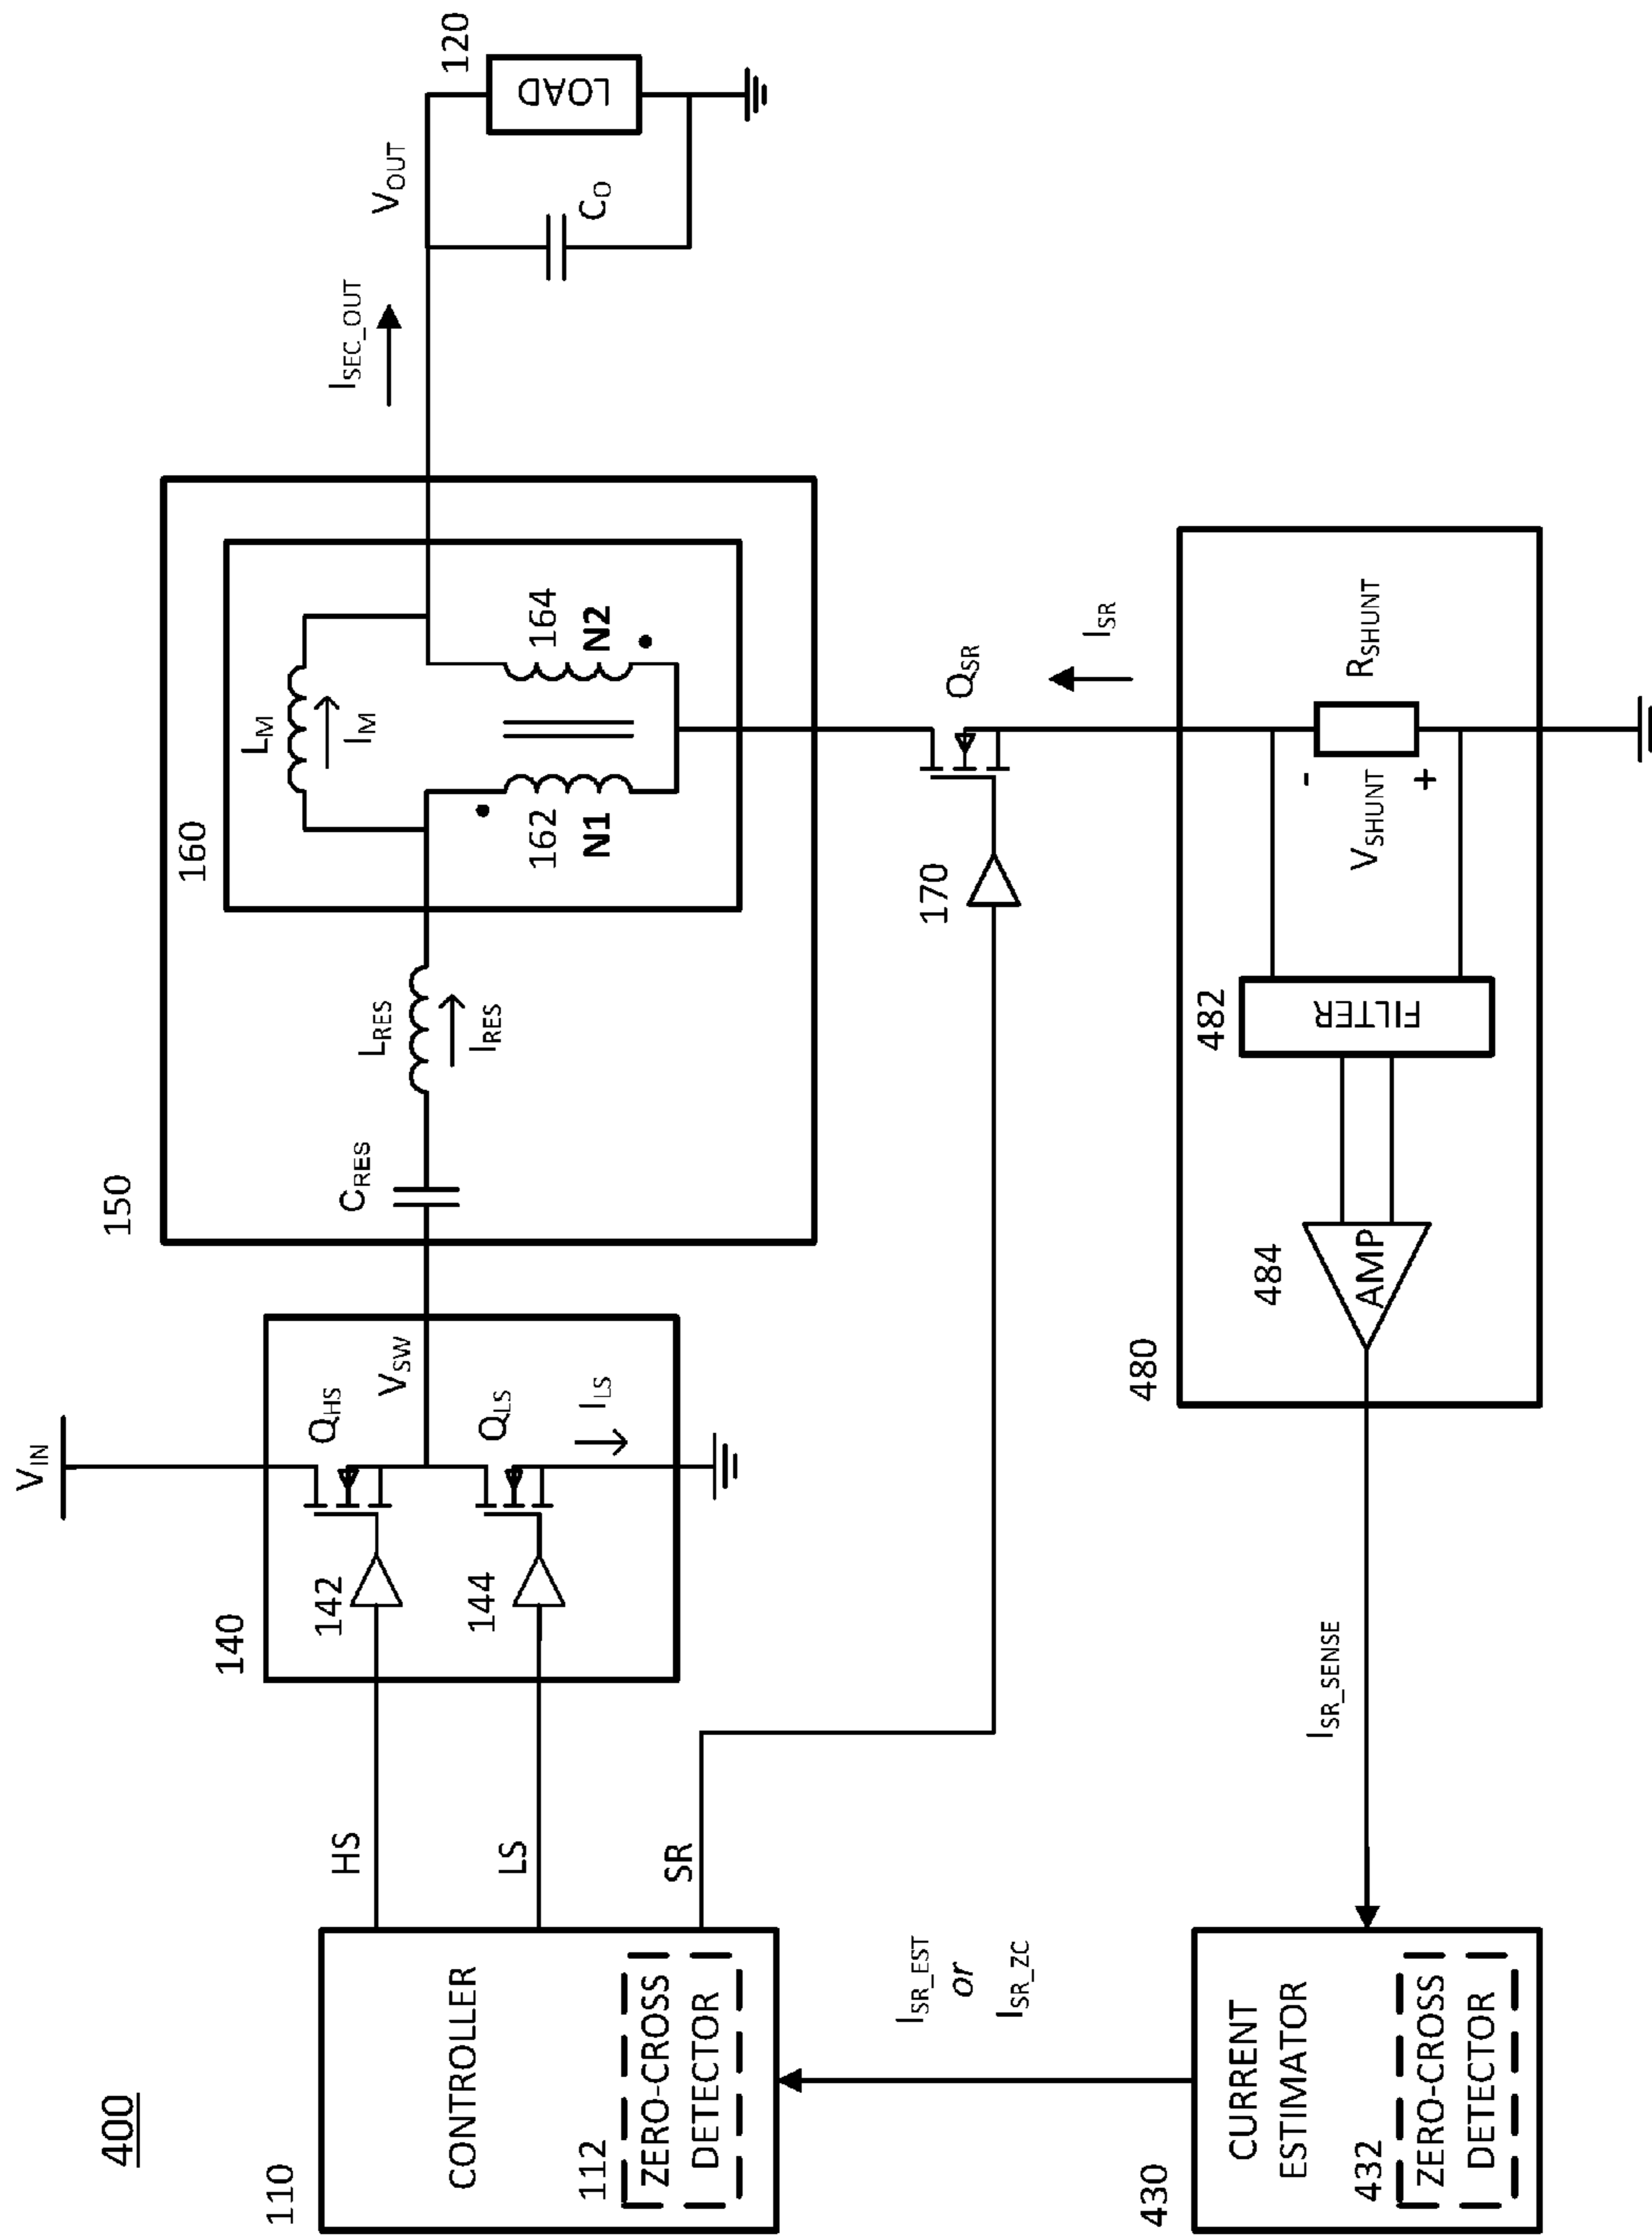 400
110
CONTROLLER
112
ZERO-CROSS
DETECTOR
HS
LS
SR
V_IN
140
142
144
Q_HS
Q_LS
V_SW
I_LS
150
C_RES
L_RES
I_RES
160
L_M
I_M
162
N1
164
N2
I_SEC_OUT
V_OUT
C_O
120
LOAD
170
Q_SR
I_SR
I_SR_EST
or
I_SR_ZC
430
CURRENT
ESTIMATOR
432
ZERO-CROSS
DETECTOR
I_SR_SENSE
480
484
AMP
482
FILTER
-
V_SHUNT
+
R_SHUNT